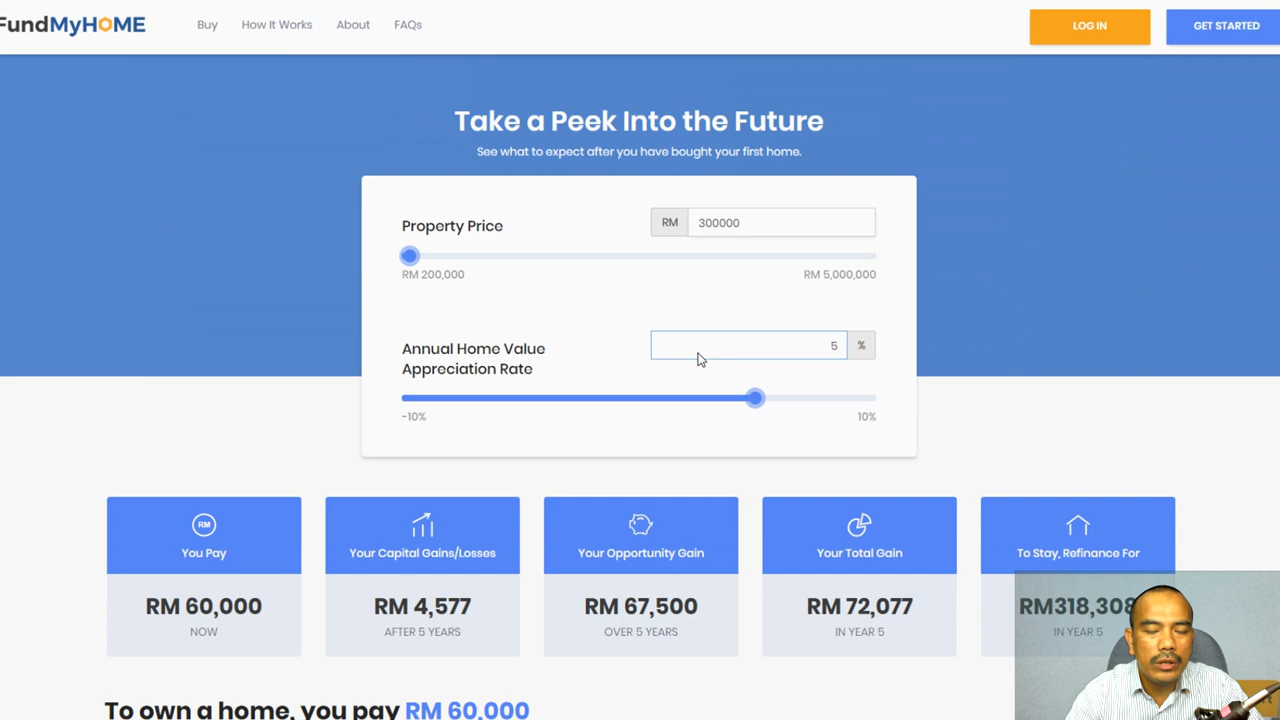 FundMyHOME
Buy How It Works About FAQs
LOG IN GET STARTED
Take a Peek Into the Future
See what to expect after you have bought your first home.
Property Price RM 300000
RM 200,000 RM 5,000,000
Annual Home Value
Appreciation Rate
5 %
-10% 10%
RM
You Pay
RM 60,000
NOW
Your Capital Gains/Losses
RM 4,577
AFTER 5 YEARS
Your Opportunity Gain
RM 67,500
OVER 5 YEARS
Your Total Gain
RM 72,077
IN YEAR 5
To Stay, Refinance For
RM318,308
IN YEAR 5
To own a home, you pay RM 60,000